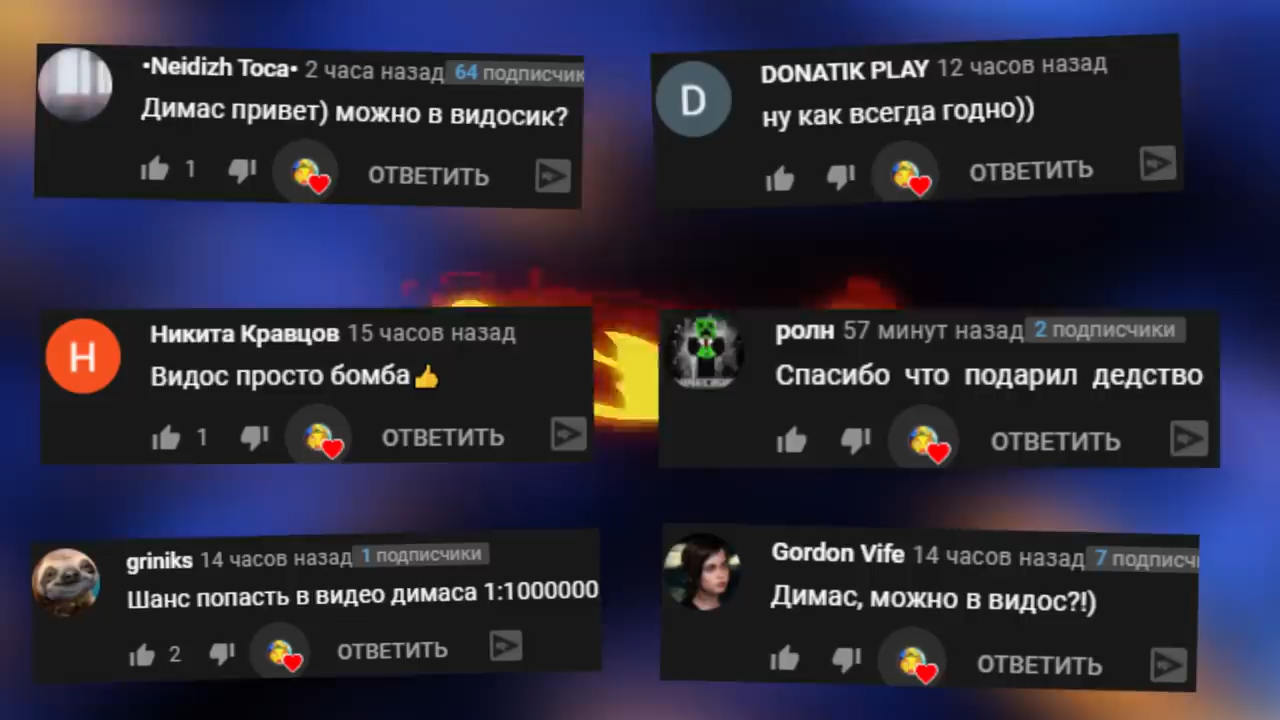 •Neidizh Toca• 2 часа назад 64 подписчик
Димас привет) можно в видосик?
1 ОТВЕТИТЬ
D
DONATIK PLAY 12 часов назад
ну как всегда годно))
ОТВЕТИТЬ
Н
Никита Кравцов 15 часов назад
Видос просто бомба👍
1 ОТВЕТИТЬ
ролн 57 минут назад 2 подписчики
Спасибо что подарил дедство
ОТВЕТИТЬ
griniks 14 часов назад 1 подписчики
Шанс попасть в видео димаса 1:1000000
2 ОТВЕТИТЬ
Gordon Vife 14 часов назад 7 подписч
Димас, можно в видос?!)
ОТВЕТИТЬ